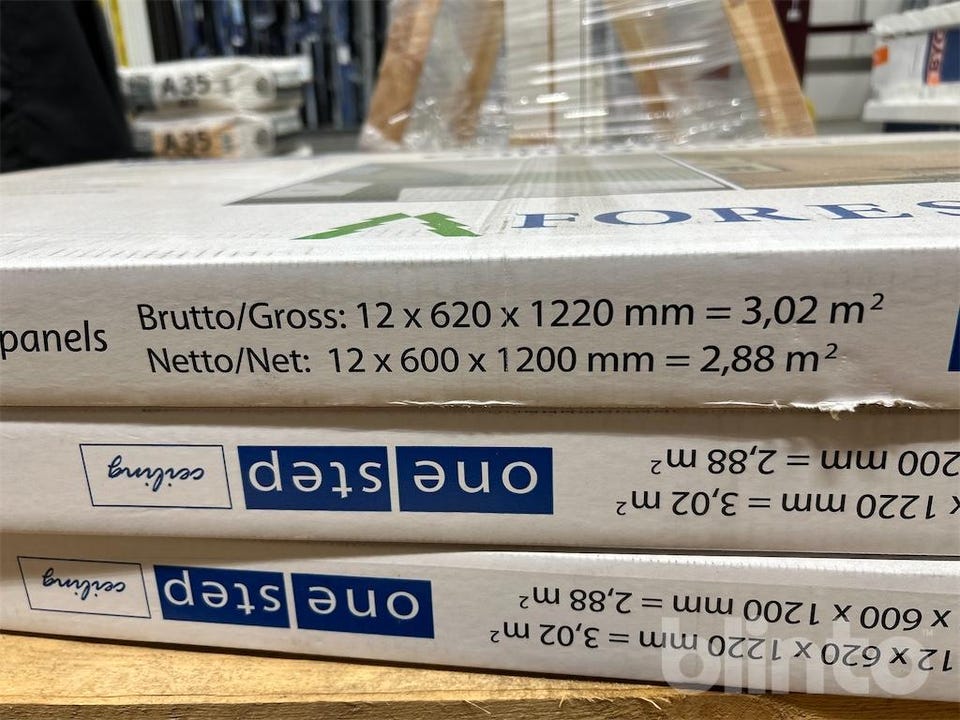 A35
A35
FORES
panels
Brutto/Gross: 12 x 620 x 1220 mm = 3,02 m²
Netto/Net: 12 x 600 x 1200 mm = 2,88 m²
one step ceiling
x 1220 mm = 3,02 m²
200 mm = 2,88 m²
one step ceiling
12 x 620 x 1220 mm = 3,02 m²
x 600 x 1200 mm = 2,88 m²
blinto